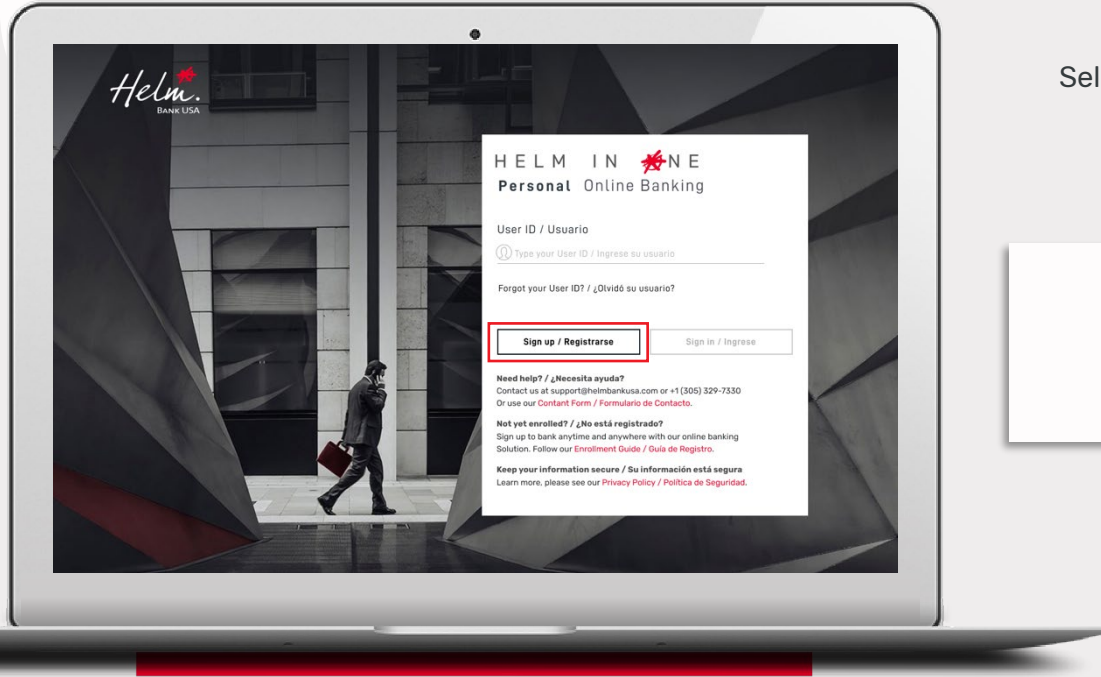 Helm.
BANK USA
HELM IN ONE
Personal Online Banking
User ID / Usuario
Type your User ID / Ingrese su usuario
Forgot your User ID? / ¿Olvidó su usuario?
Sign up / Registrarse
Sign in / Ingrese
Need help? / ¿Necesita ayuda?
Contact us at support@helmbankusa.com or +1 (305) 329-7330
Or use our Contant Form / Formulario de Contacto.
Not yet enrolled? / ¿No está registrado?
Sign up to bank anytime and anywhere with our online banking
Solution. Follow our Enrollment Guide / Guía de Registro.
Keep your information secure / Su información está segura
Learn more, please see our Privacy Policy / Política de Seguridad.
Sel